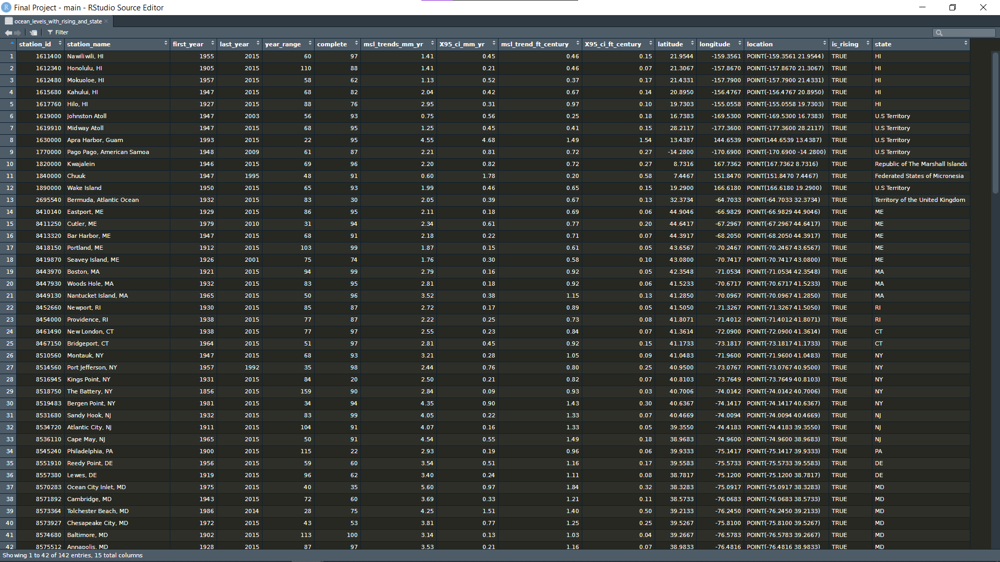 Final Project - main - RStudio Source Editor
ocean_levels_with_rising_and_state
Filter
station_id station_name first_year last_year year_range complete msl_trends_mm_yr X95_ci_mm_yr msl_trend_ft_century X95_ci_ft_century latitude longitude location is_rising state
1 1611400 Nawiliwili, HI 1955 2015 60 97 1.41 0.45 0.46 0.15 21.9544 -159.3561 POINT(-159.3561 21.9544) TRUE HI
2 1612340 Honolulu, HI 1905 2015 110 88 1.41 0.21 0.46 0.07 21.3067 -157.8670 POINT(-157.8670 21.3067) TRUE HI
3 1612480 Mokuoloe, HI 1957 2015 58 62 1.13 0.52 0.37 0.17 21.4331 -157.7900 POINT(-157.7900 21.4331) TRUE HI
4 1615680 Kahului, HI 1947 2015 68 82 2.04 0.42 0.67 0.14 20.8950 -156.4767 POINT(-156.4767 20.8950) TRUE HI
5 1617760 Hilo, HI 1927 2015 88 76 2.95 0.31 0.97 0.10 19.7303 -155.0558 POINT(-155.0558 19.7303) TRUE HI
6 1619000 Johnston Atoll 1947 2003 56 93 0.75 0.56 0.25 0.18 16.7383 -169.5300 POINT(-169.5300 16.7383) TRUE U.S Territory
7 1619910 Midway Atoll 1947 2015 68 95 1.25 0.45 0.41 0.15 28.2117 -177.3600 POINT(-177.3600 28.2117) TRUE U.S Territory
8 1630000 Apra Harbor, Guam 1993 2015 22 95 4.55 4.68 1.49 1.54 13.4387 144.6539 POINT(144.6539 13.4387) TRUE U.S Territory
9 1770000 Pago Pago, American Samoa 1948 2009 61 87 2.21 0.81 0.72 0.27 -14.2800 -170.6900 POINT(-170.6900 -14.2800) TRUE U.S Territory
10 1820000 Kwajalein 1946 2015 69 96 2.20 0.82 0.72 0.27 8.7316 167.7362 POINT(167.7362 8.7316) TRUE Republic of The Marshall Islands
11 1840000 Chuuk 1947 1995 48 91 0.60 1.78 0.20 0.58 7.4467 151.8470 POINT(151.8470 7.4467) TRUE Federated States of Micronesia
12 1890000 Wake Island 1950 2015 65 93 1.99 0.46 0.65 0.15 19.2900 166.6180 POINT(166.6180 19.2900) TRUE U.S Territory
13 2695540 Bermuda, Atlantic Ocean 1932 2015 83 30 2.05 0.39 0.67 0.13 32.3734 -64.7033 POINT(-64.7033 32.3734) TRUE Territory of the United Kingdom
14 8410140 Eastport, ME 1929 2015 86 95 2.11 0.18 0.69 0.06 44.9046 -66.9829 POINT(-66.9829 44.9046) TRUE ME
15 8411250 Cutler, ME 1979 2010 31 94 2.34 0.61 0.77 0.20 44.6417 -67.2967 POINT(-67.2967 44.6417) TRUE ME
16 8413320 Bar Harbor, ME 1947 2015 68 91 2.18 0.22 0.71 0.07 44.3917 -68.2050 POINT(-68.2050 44.3917) TRUE ME
17 8418150 Portland, ME 1912 2015 103 99 1.87 0.15 0.61 0.05 43.6567 -70.2467 POINT(-70.2467 43.6567) TRUE ME
18 8419870 Seavey Island, ME 1926 2001 75 74 1.76 0.30 0.58 0.10 43.0800 -70.7417 POINT(-70.7417 43.0800) TRUE ME
19 8443970 Boston, MA 1921 2015 94 99 2.79 0.16 0.92 0.05 42.3548 -71.0534 POINT(-71.0534 42.3548) TRUE MA
20 8447930 Woods Hole, MA 1932 2015 83 95 2.81 0.18 0.92 0.06 41.5233 -70.6717 POINT(-70.6717 41.5233) TRUE MA
21 8449130 Nantucket Island, MA 1965 2015 50 96 3.52 0.38 1.15 0.13 41.2850 -70.0967 POINT(-70.0967 41.2850) TRUE MA
22 8452660 Newport, RI 1930 2015 85 87 2.72 0.17 0.89 0.05 41.5050 -71.3267 POINT(-71.3267 41.5050) TRUE RI
23 8454000 Providence, RI 1938 2015 77 87 2.22 0.25 0.73 0.08 41.8071 -71.4012 POINT(-71.4012 41.8071) TRUE RI
24 8461490 New London, CT 1938 2015 77 97 2.55 0.23 0.84 0.07 41.3614 -72.0900 POINT(-72.0900 41.3614) TRUE CT
25 8467150 Bridgeport, CT 1964 2015 51 97 2.81 0.45 0.92 0.15 41.1733 -73.1817 POINT(-73.1817 41.1733) TRUE CT
26 8510560 Montauk, NY 1947 2015 68 93 3.21 0.28 1.05 0.09 41.0483 -71.9600 POINT(-71.9600 41.0483) TRUE NY
27 8514560 Port Jefferson, NY 1957 1992 35 98 2.44 0.76 0.80 0.25 40.9500 -73.0767 POINT(-73.0767 40.9500) TRUE NY
28 8516945 Kings Point, NY 1931 2015 84 20 2.50 0.21 0.82 0.07 40.8103 -73.7649 POINT(-73.7649 40.8103) TRUE NY
29 8518750 The Battery, NY 1856 2015 159 90 2.84 0.09 0.93 0.03 40.7006 -74.0142 POINT(-74.0142 40.7006) TRUE NY
30 8519483 Bergen Point, NY 1981 2015 34 94 4.35 0.90 1.43 0.30 40.6367 -74.1417 POINT(-74.1417 40.6367) TRUE NY
31 8531680 Sandy Hook, NJ 1932 2015 83 99 4.05 0.22 1.33 0.07 40.4669 -74.0094 POINT(-74.0094 40.4669) TRUE NJ
32 8534720 Atlantic City, NJ 1911 2015 104 91 4.07 0.16 1.33 0.05 39.3550 -74.4183 POINT(-74.4183 39.3550) TRUE NJ
33 8536110 Cape May, NJ 1965 2015 50 91 4.54 0.55 1.49 0.18 38.9683 -74.9600 POINT(-74.9600 38.9683) TRUE NJ
34 8545240 Philadelphia, PA 1900 2015 115 22 2.93 0.19 0.96 0.06 39.9333 -75.1417 POINT(-75.1417 39.9333) TRUE PA
35 8551910 Reedy Point, DE 1956 2015 59 60 3.54 0.51 1.16 0.17 39.5583 -75.5733 POINT(-75.5733 39.5583) TRUE DE
36 8557380 Lewes, DE 1919 2015 96 62 3.40 0.24 1.11 0.08 38.7817 -75.1200 POINT(-75.1200 38.7817) TRUE DE
37 8570283 Ocean City Inlet, MD 1975 2015 40 35 5.60 0.97 1.84 0.32 38.3283 -75.0917 POINT(-75.0917 38.3283) TRUE MD
38 8571892 Cambridge, MD 1943 2015 72 60 3.69 0.33 1.21 0.11 38.5733 -76.0683 POINT(-76.0683 38.5733) TRUE MD
39 8573364 Tolchester Beach, MD 1986 2014 28 75 4.25 1.51 1.40 0.50 39.2133 -76.2450 POINT(-76.2450 39.2133) TRUE MD
40 8573927 Chesapeake City, MD 1972 2015 43 53 3.81 0.77 1.25 0.25 39.5267 -75.8100 POINT(-75.8100 39.5267) TRUE MD
41 8574680 Baltimore, MD 1902 2015 113 100 3.14 0.13 1.03 0.04 39.2667 -76.5783 POINT(-76.5783 39.2667) TRUE MD
42 8575512 Annapolis, MD 1928 2015 87 97 3.53 0.21 1.16 0.07 38.9833 -76.4816 POINT(-76.4816 38.9833) TRUE MD
Showing 1 to 42 of 142 entries, 15 total columns